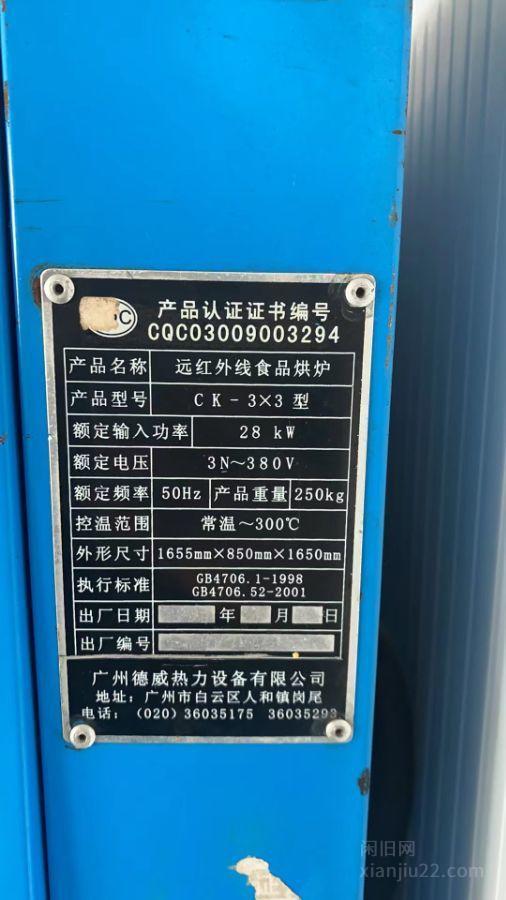 产品认证证书编号
CQC03009003294
产品名称 远红外线食品烘炉
产品型号 CK-3×3型
额定输入功率 28 kW
额定电压 3N～380V
额定频率 50Hz 产品重量 250kg
控温范围 常温～300℃
外形尺寸 1655mm×850mm×1650mm
执行标准 GB4706.1-1998
GB4706.52-2001
出厂日期 年 月 日
出厂编号
广州德威热力设备有限公司
地址：广州市白云区人和镇岗尾
电话：（020）36035175 36035293
闲旧网
xianjiu22.com